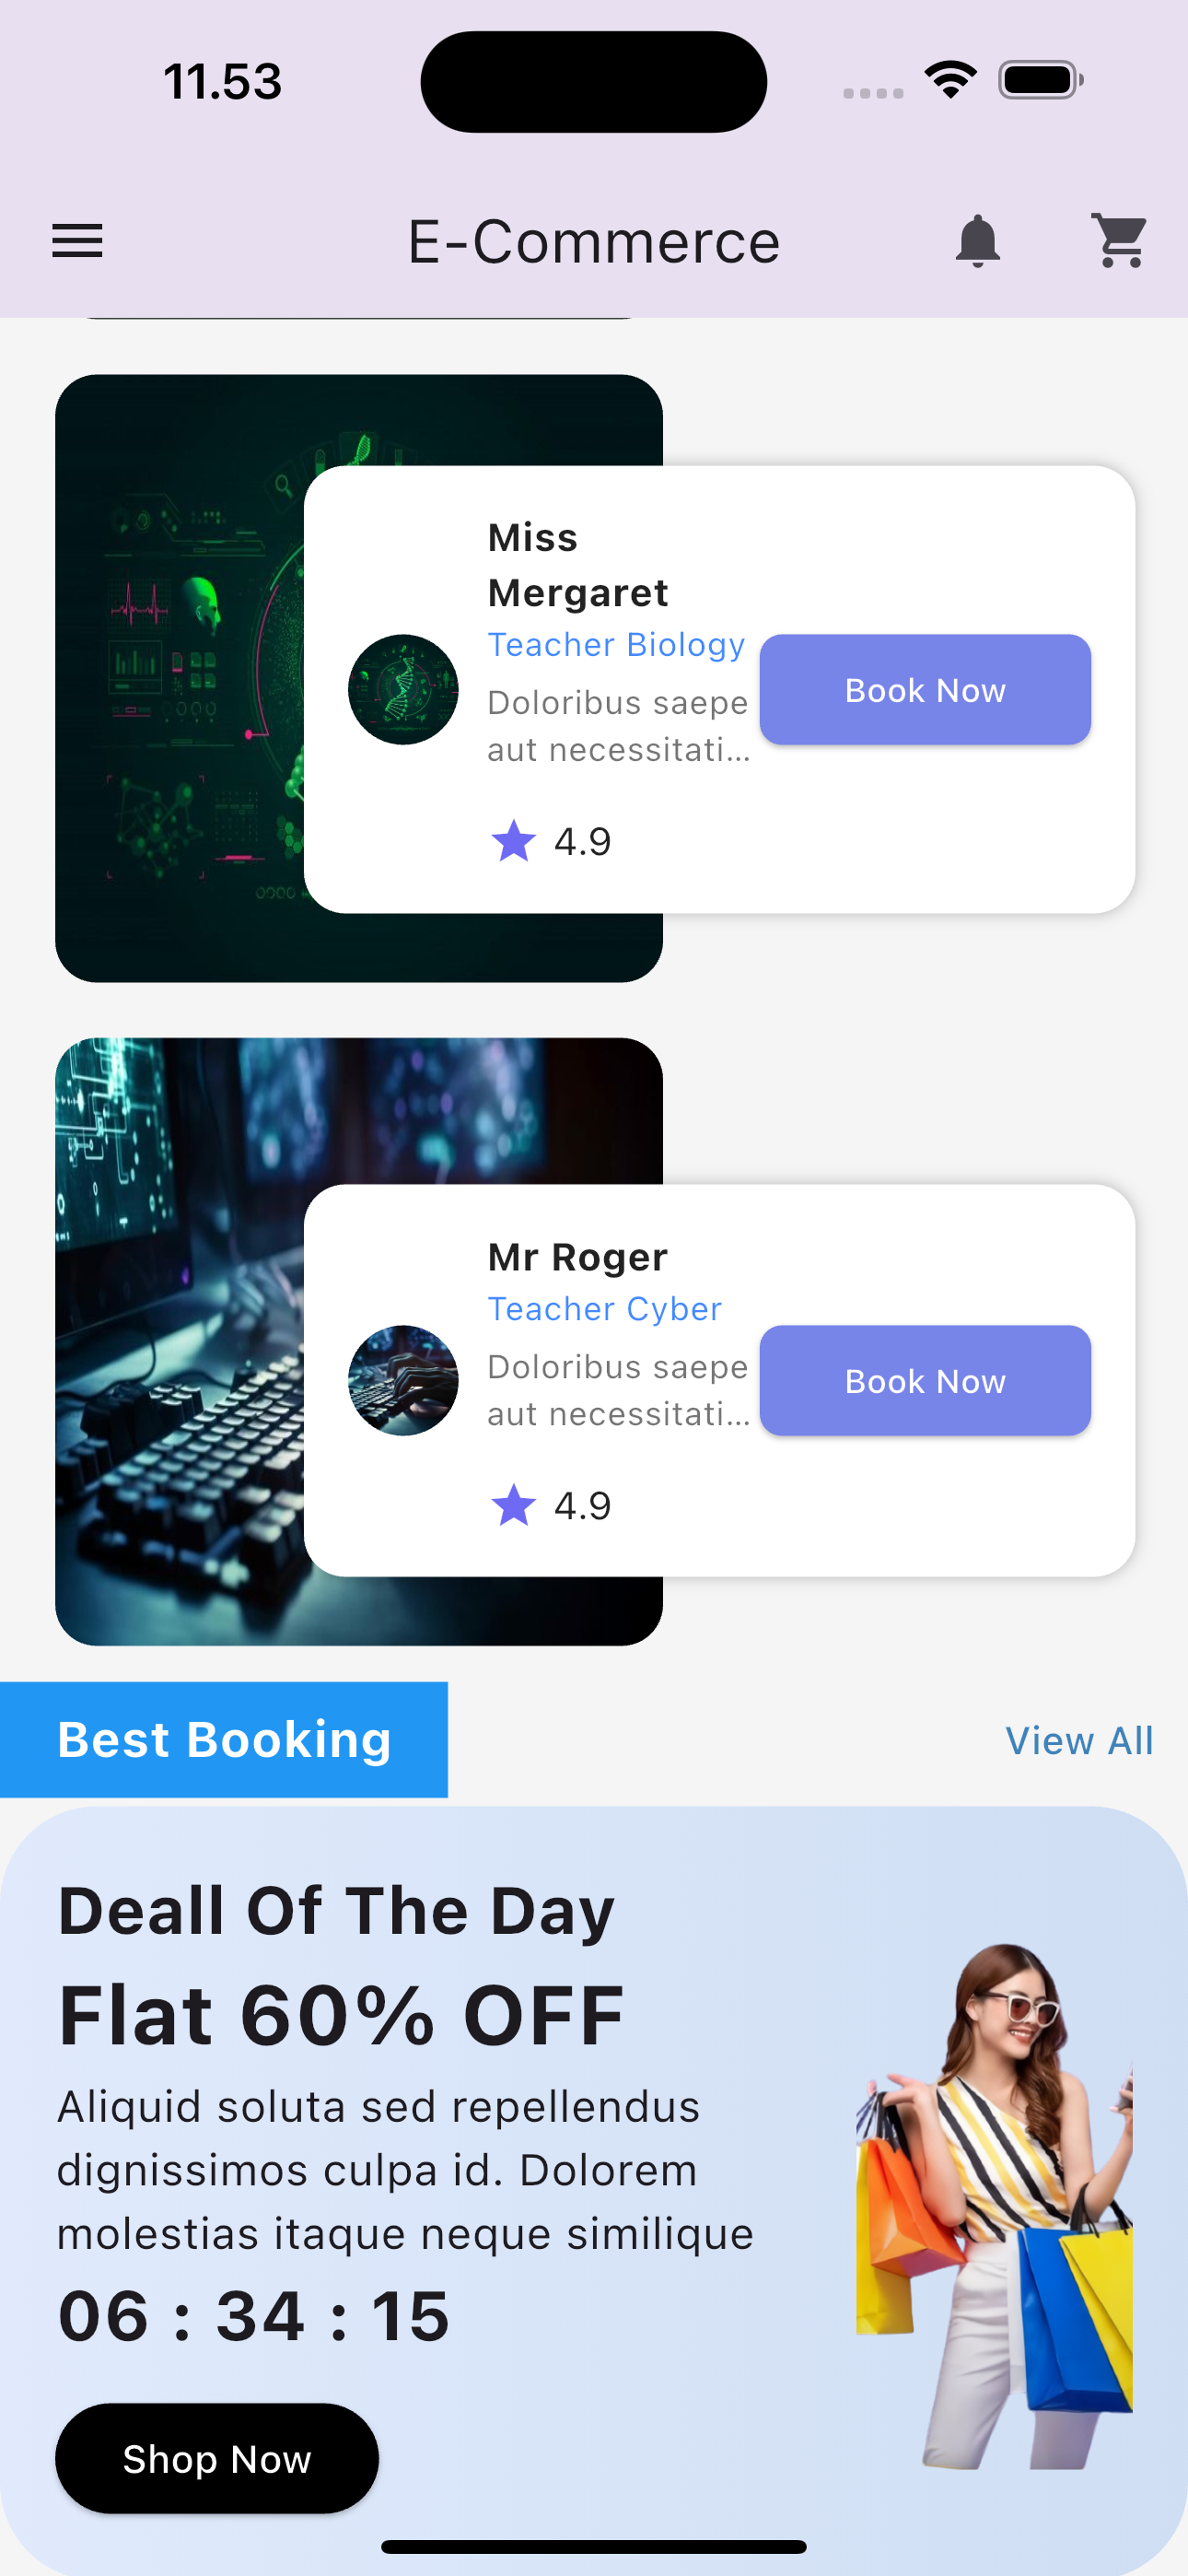 11.53
E-Commerce
Miss
Mergaret
Teacher Biology
Doloribus saepe
aut necessitati...
Book Now
4.9
Mr Roger
Teacher Cyber
Doloribus saepe
aut necessitati...
Book Now
4.9
Best Booking
View All
Deall Of The Day
Flat 60% OFF
Aliquid soluta sed repellendus
dignissimos culpa id. Dolorem
molestias itaque neque similique
06 : 34 : 15
Shop Now